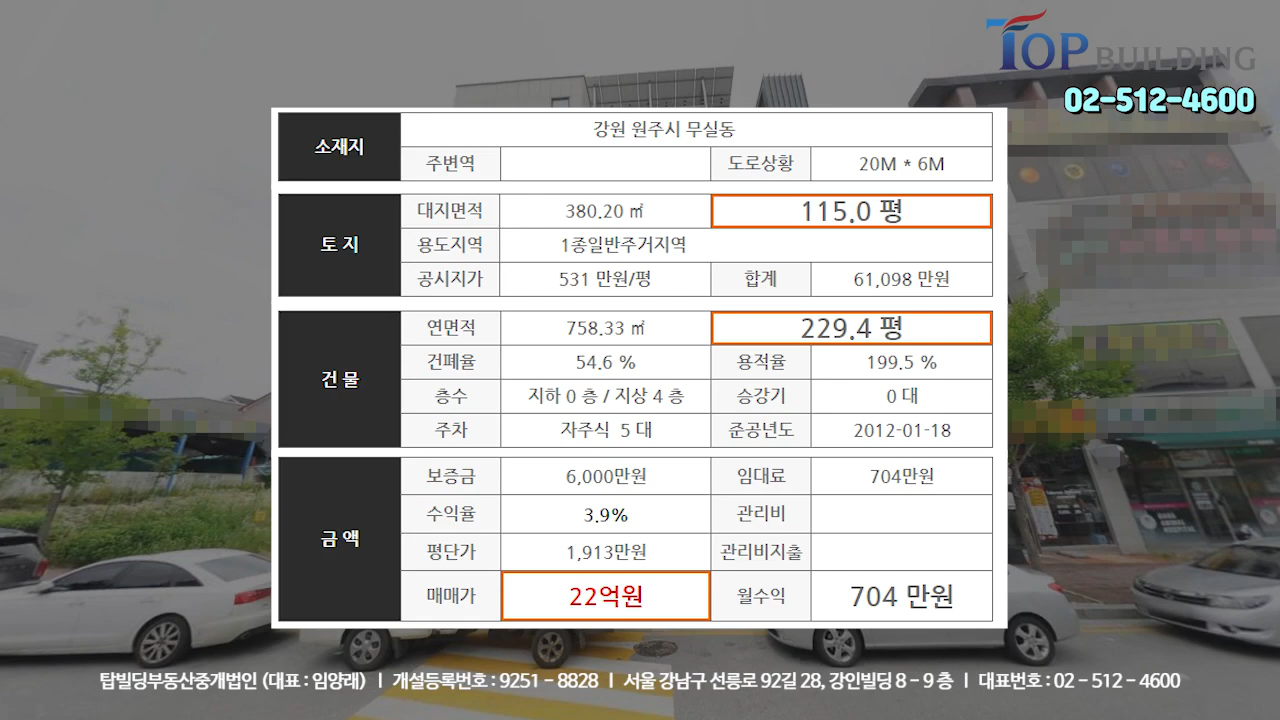 TOP BUILDING
02-512-4600
소재지 강원 원주시 무실동
주변역 도로상황 20M * 6M
토 지 대지면적 380.20 ㎡ 115.0 평
용도지역 1종일반주거지역
공시지가 531 만원/평 합계 61,098 만원
건 물 연면적 758.33 ㎡ 229.4 평
건폐율 54.6 % 용적율 199.5 %
층수 지하 0 층 / 지상 4 층 승강기 0 대
주차 자주식 5 대 준공년도 2012-01-18
금 액 보증금 6,000만원 임대료 704만원
수익율 3.9% 관리비
평단가 1,913만원 관리비지출
매매가 22억원 월수익 704 만원
탑빌딩부동산중개법인 (대표 : 임양래) ㅣ 개설등록번호 : 9251 - 8828 ㅣ 서울 강남구 선릉로 92길 28, 강인빌딩 8 - 9 층 ㅣ 대표번호 : 02 - 512 - 4600